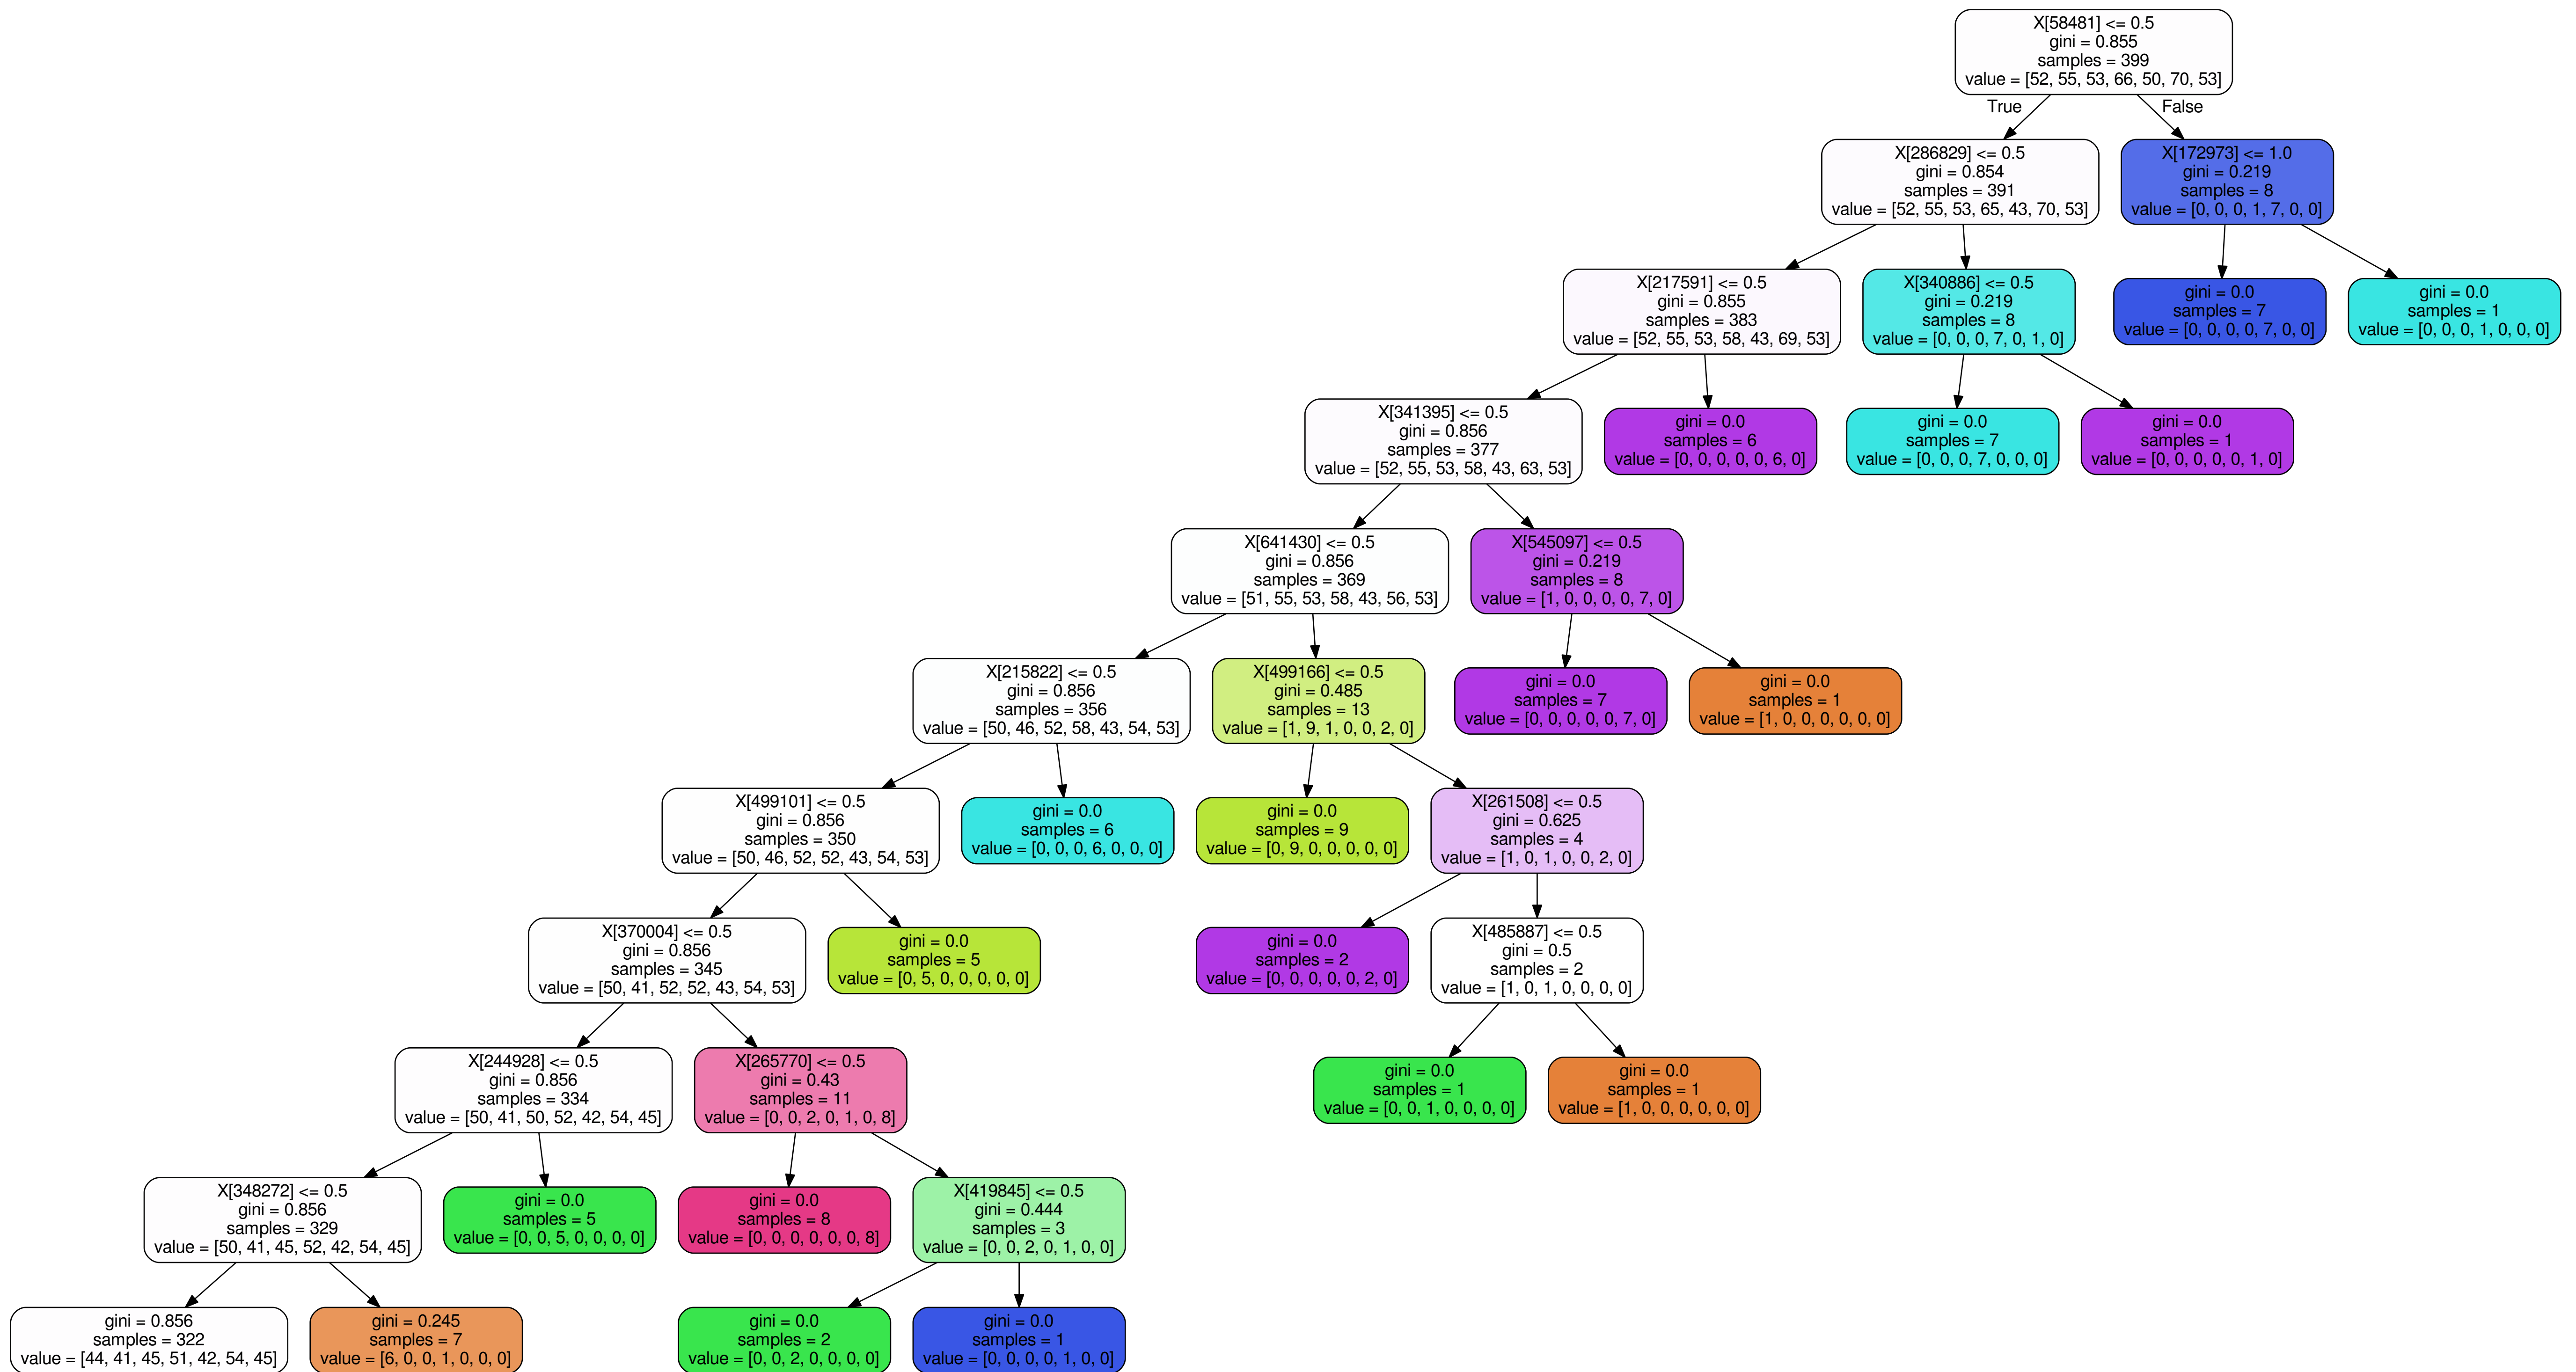 X[58481] <= 0.5
gini = 0.855
samples = 399
value = [52, 55, 53, 66, 50, 70, 53]
True
False
X[286829] <= 0.5
gini = 0.854
samples = 391
value = [52, 55, 53, 65, 43, 70, 53]
X[172973] <= 1.0
gini = 0.219
samples = 8
value = [0, 0, 0, 1, 7, 0, 0]
X[217591] <= 0.5
gini = 0.855
samples = 383
value = [52, 55, 53, 58, 43, 69, 53]
X[340886] <= 0.5
gini = 0.219
samples = 8
value = [0, 0, 0, 7, 0, 1, 0]
gini = 0.0
samples = 7
value = [0, 0, 0, 0, 7, 0, 0]
gini = 0.0
samples = 1
value = [0, 0, 0, 1, 0, 0, 0]
X[341395] <= 0.5
gini = 0.856
samples = 377
value = [52, 55, 53, 58, 43, 63, 53]
gini = 0.0
samples = 6
value = [0, 0, 0, 0, 0, 6, 0]
gini = 0.0
samples = 7
value = [0, 0, 0, 7, 0, 0, 0]
gini = 0.0
samples = 1
value = [0, 0, 0, 0, 0, 1, 0]
X[641430] <= 0.5
gini = 0.856
samples = 369
value = [51, 55, 53, 58, 43, 56, 53]
X[545097] <= 0.5
gini = 0.219
samples = 8
value = [1, 0, 0, 0, 0, 7, 0]
X[215822] <= 0.5
gini = 0.856
samples = 356
value = [50, 46, 52, 58, 43, 54, 53]
X[499166] <= 0.5
gini = 0.485
samples = 13
value = [1, 9, 1, 0, 0, 2, 0]
gini = 0.0
samples = 7
value = [0, 0, 0, 0, 0, 7, 0]
gini = 0.0
samples = 1
value = [1, 0, 0, 0, 0, 0, 0]
X[499101] <= 0.5
gini = 0.856
samples = 350
value = [50, 46, 52, 52, 43, 54, 53]
gini = 0.0
samples = 6
value = [0, 0, 0, 6, 0, 0, 0]
gini = 0.0
samples = 9
value = [0, 9, 0, 0, 0, 0, 0]
X[261508] <= 0.5
gini = 0.625
samples = 4
value = [1, 0, 1, 0, 0, 2, 0]
X[370004] <= 0.5
gini = 0.856
samples = 345
value = [50, 41, 52, 52, 43, 54, 53]
gini = 0.0
samples = 5
value = [0, 5, 0, 0, 0, 0, 0]
gini = 0.0
samples = 2
value = [0, 0, 0, 0, 0, 2, 0]
X[485887] <= 0.5
gini = 0.5
samples = 2
value = [1, 0, 1, 0, 0, 0, 0]
X[244928] <= 0.5
gini = 0.856
samples = 334
value = [50, 41, 50, 52, 42, 54, 45]
X[265770] <= 0.5
gini = 0.43
samples = 11
value = [0, 0, 2, 0, 1, 0, 8]
gini = 0.0
samples = 1
value = [0, 0, 1, 0, 0, 0, 0]
gini = 0.0
samples = 1
value = [1, 0, 0, 0, 0, 0, 0]
X[348272] <= 0.5
gini = 0.856
samples = 329
value = [50, 41, 45, 52, 42, 54, 45]
gini = 0.0
samples = 5
value = [0, 0, 5, 0, 0, 0, 0]
gini = 0.0
samples = 8
value = [0, 0, 0, 0, 0, 0, 8]
X[419845] <= 0.5
gini = 0.444
samples = 3
value = [0, 0, 2, 0, 1, 0, 0]
gini = 0.856
samples = 322
value = [44, 41, 45, 51, 42, 54, 45]
gini = 0.245
samples = 7
value = [6, 0, 0, 1, 0, 0, 0]
gini = 0.0
samples = 2
value = [0, 0, 2, 0, 0, 0, 0]
gini = 0.0
samples = 1
value = [0, 0, 0, 0, 1, 0, 0]